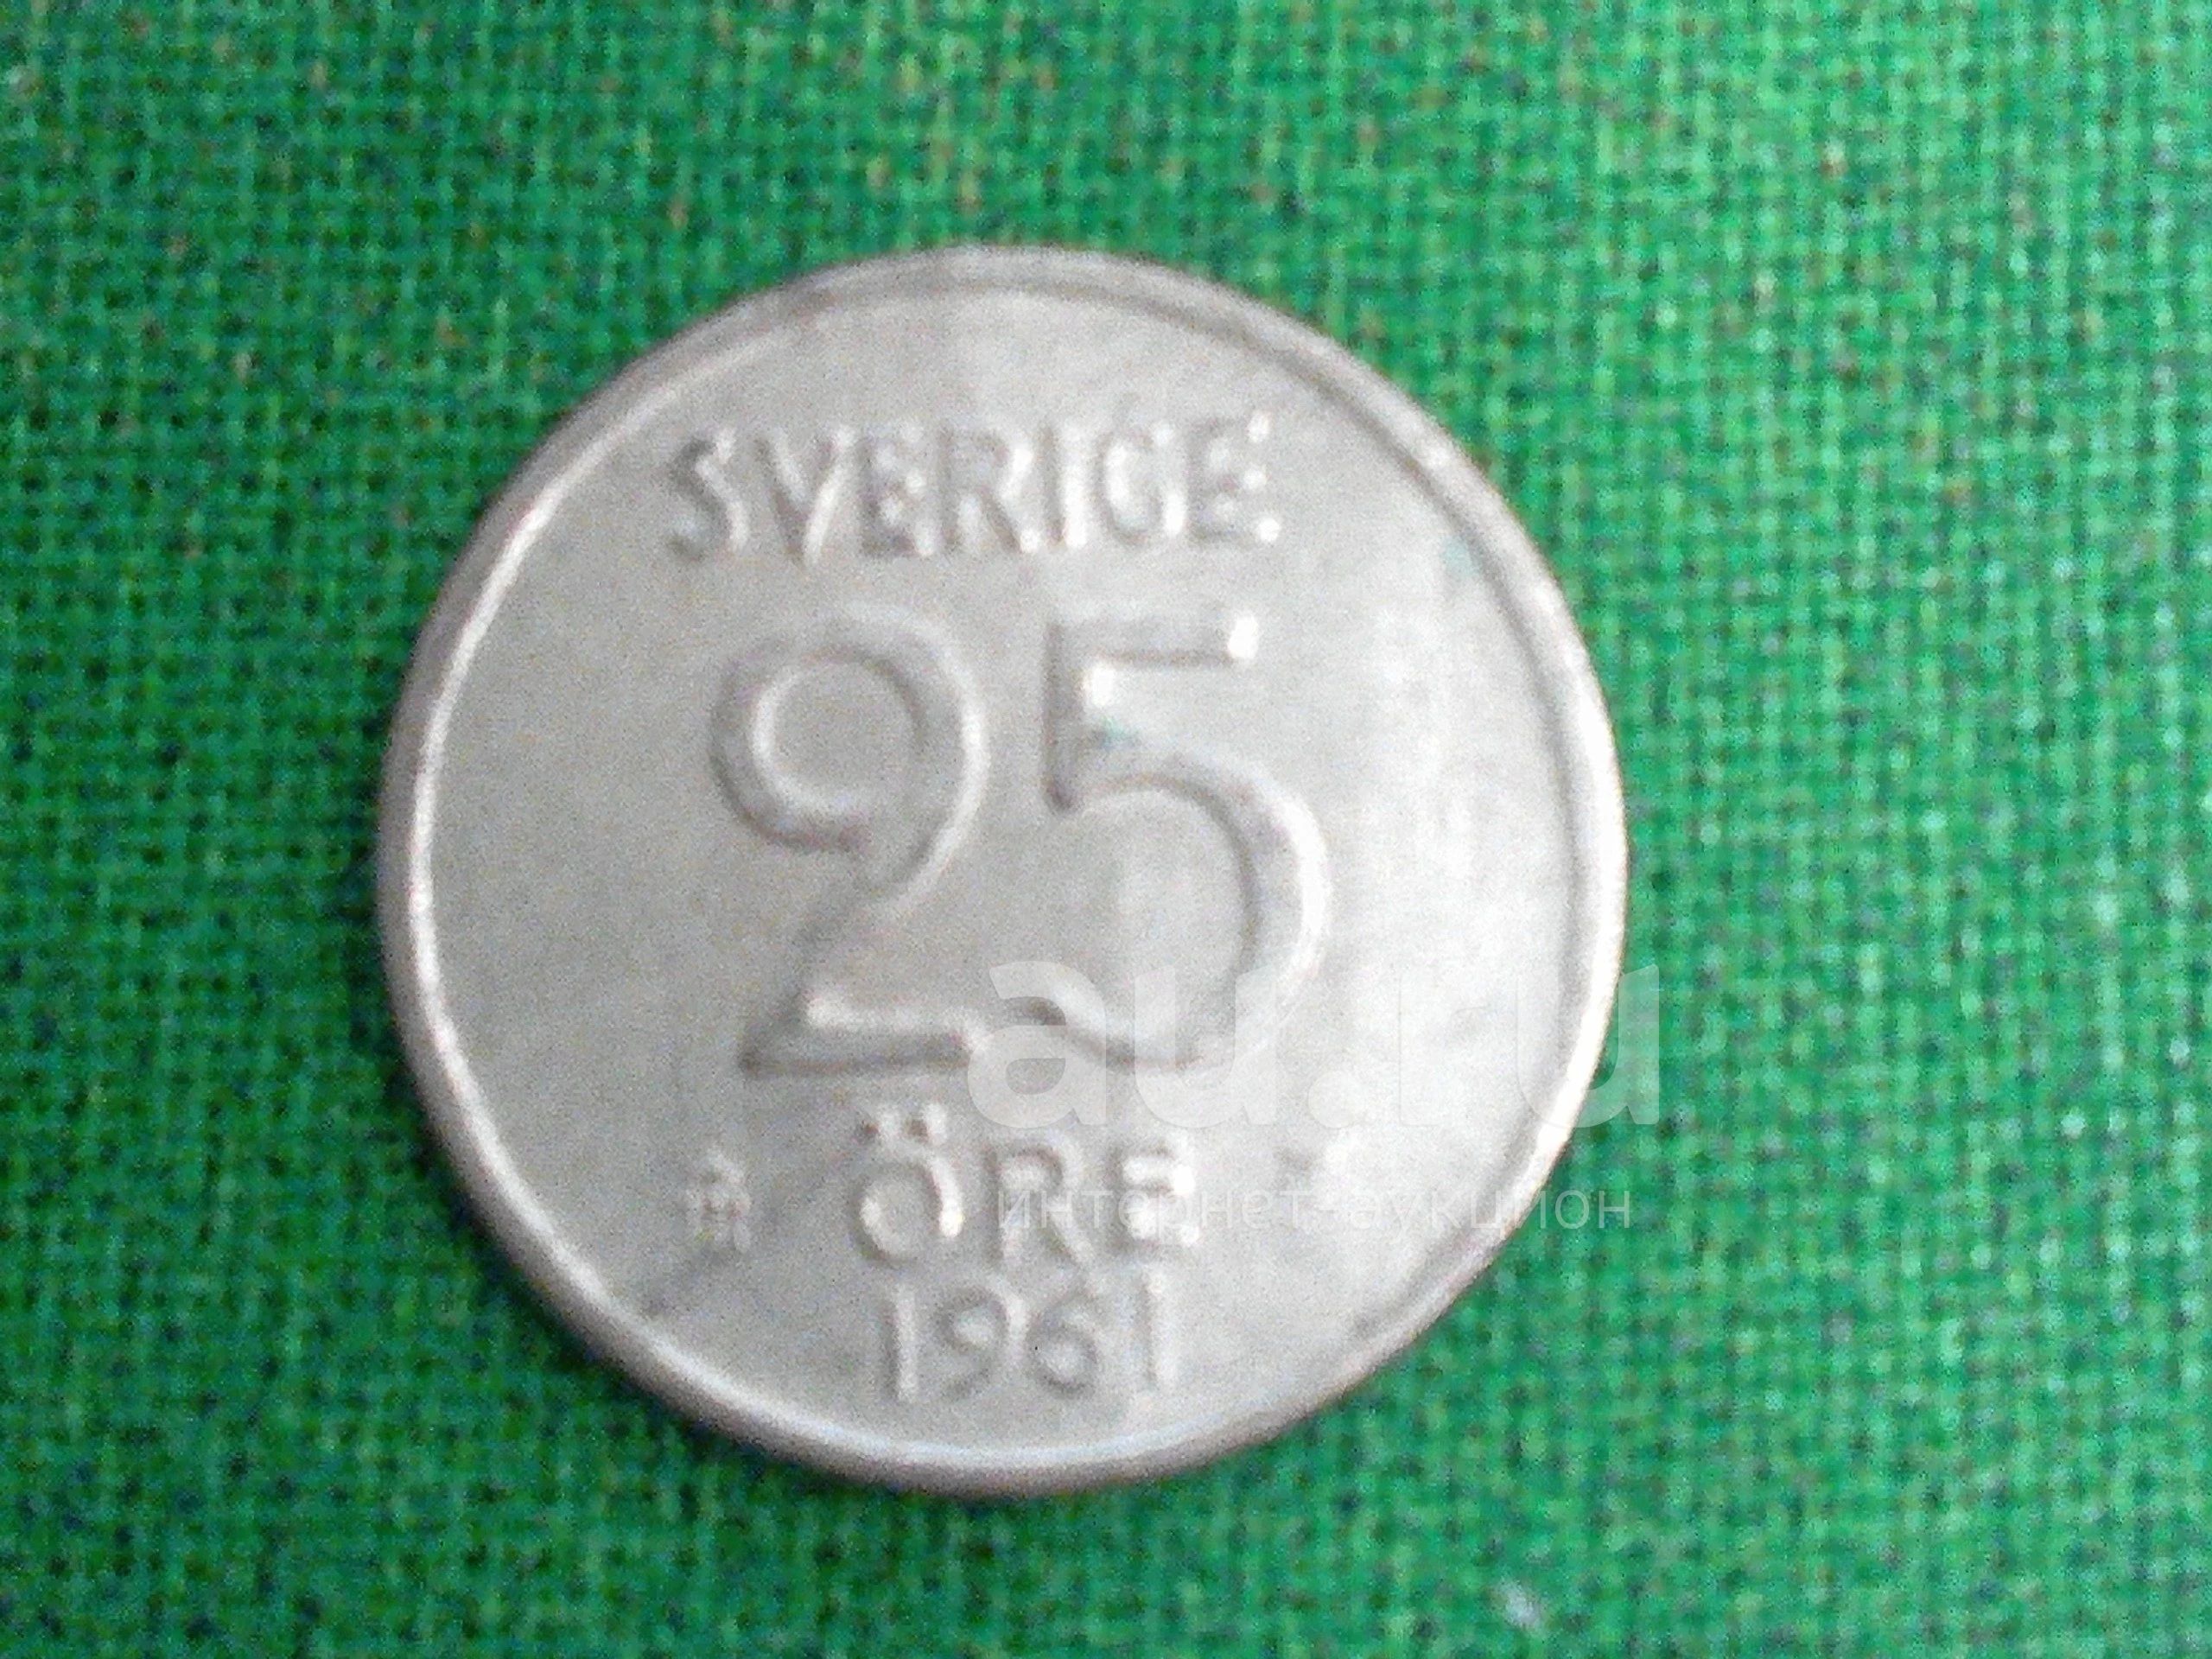 SVERIGE
25
ÖRE
1961
au.ru
интернет-аукцион